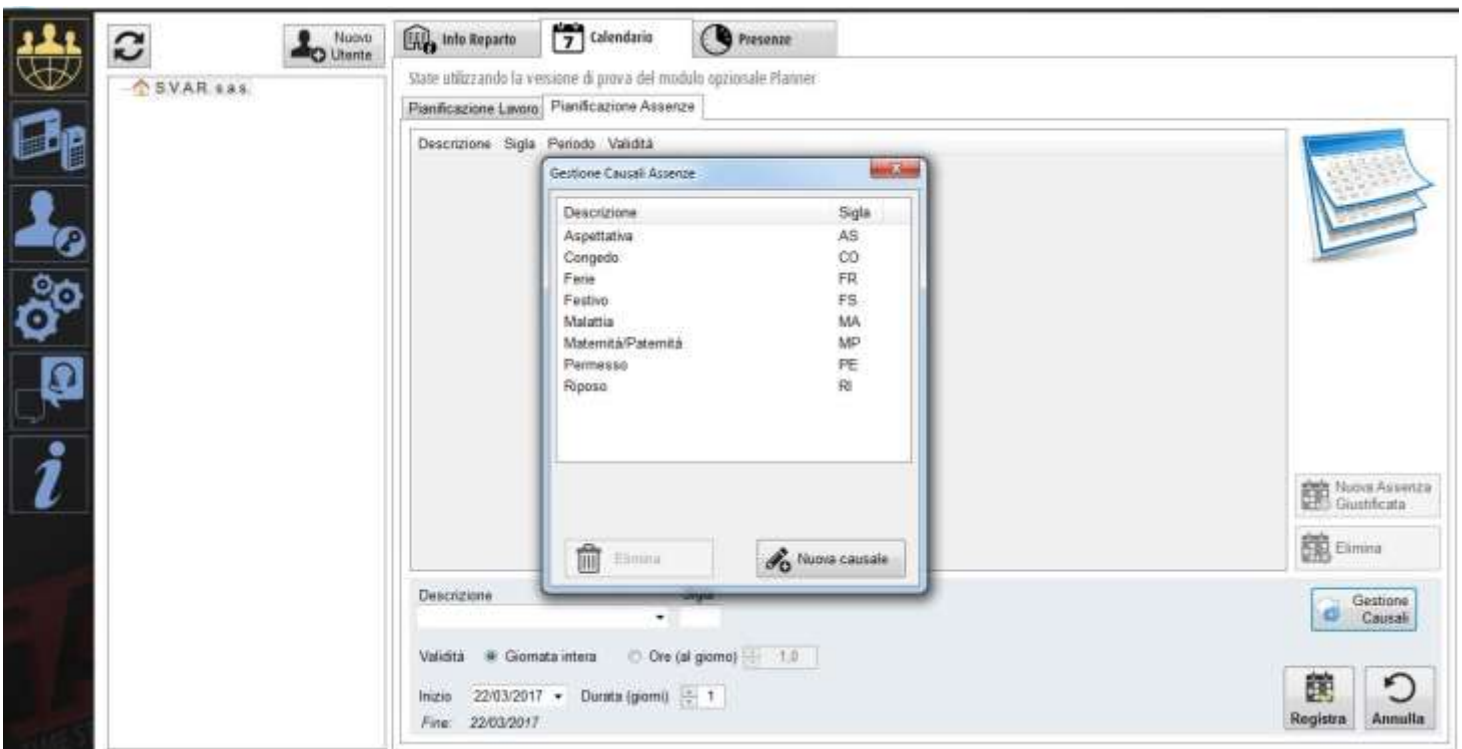 Nuovo
Utente
Info Reparto
7
Calendario
Presenze
S.V.A.R. s.a.s.
State utilizzando la versione di prova del modulo opzionale Planner
Pianificazione Lavoro
Pianificazione Assenze
Descrizione Sigla Periodo Validità
Gestione Causali Assenze
Descrizione Sigla
Aspettativa AS
Congedo CO
Ferie FR
Festivo FS
Malattia MA
Maternità/Paternità MP
Permesso PE
Riposo RI
Elimina
Nuova causale
Nuova Assenza
Giustificata
Elimina
Descrizione Sigla
Gestione
Causali
Validità Giornata intera Ore (al giorno) 1,0
Inizio 22/03/2017 Durata (giorni) 1
Fine: 22/03/2017
Registra
Annulla